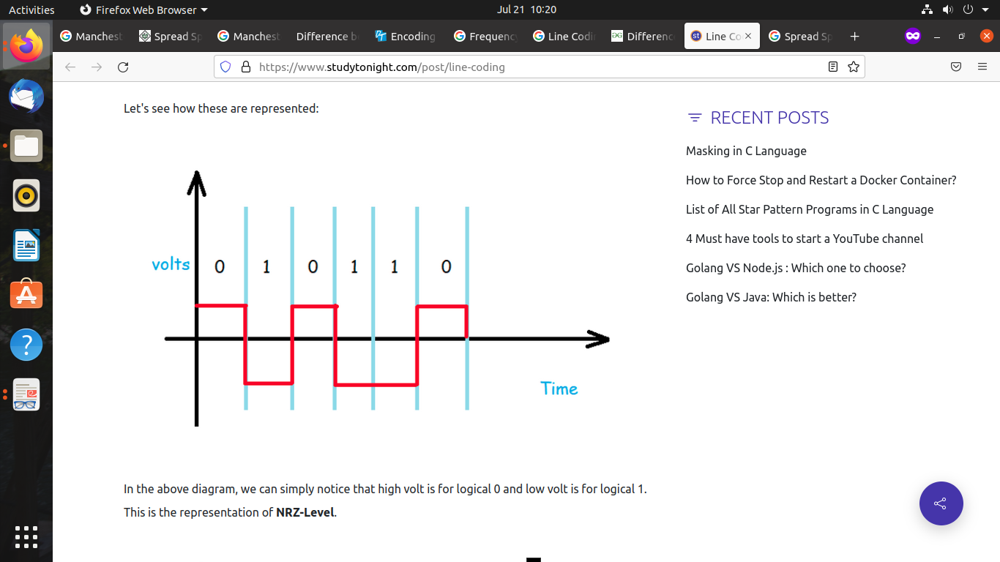 Activities Firefox Web Browser Jul 21 10:20
Manchest Spread Sp Manchest Difference b Encoding Frequency Line Codi Differenc Line Co Spread Sp
https://www.studytonight.com/post/line-coding
Let's see how these are represented:
volts 0 1 0 1 1 0
Time
In the above diagram, we can simply notice that high volt is for logical 0 and low volt is for logical 1.
This is the representation of NRZ-Level.
RECENT POSTS
Masking in C Language
How to Force Stop and Restart a Docker Container?
List of All Star Pattern Programs in C Language
4 Must have tools to start a YouTube channel
Golang VS Node.js : Which one to choose?
Golang VS Java: Which is better?